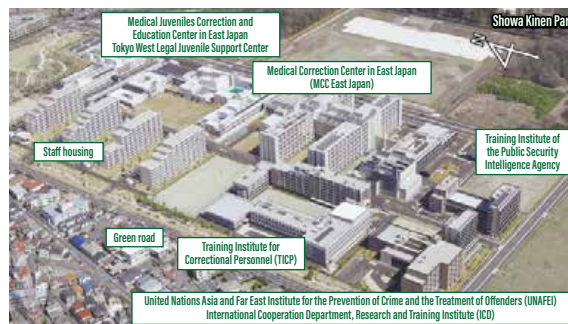 Medical Juveniles Correction and
Education Center in East Japan
Tokyo West Legal Juvenile Support Center
Showa Kinen Par
N
Medical Correction Center in East Japan
(MCC East Japan)
Staff housing
Training Institute of
the Public Security
Intelligence Agency
Green road
Training Institute for
Correctional Personnel (TICP)
United Nations Asia and Far East Institute for the Prevention of Crime and the Treatment of Offenders (UNAFEI)
International Cooperation Department, Research and Training Institute (ICD)